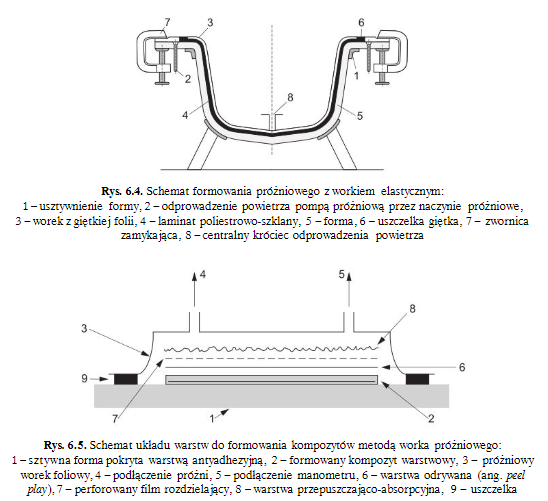 7 3 6 7
2 1
8
4 5
Rys. 6.4. Schemat formowania próżniowego z workiem elastycznym:
1 – usztywnienie formy, 2 – odprowadzenie powietrza pompą próżniową przez naczynie próżniowe,
3 – worek z giętkiej folii, 4 – laminat poliestrowo-szklany, 5 – forma, 6 – uszczelka giętka, 7 – zwornica
zamykająca, 8 – centralny króciec odprowadzenia powietrza
4 5
8
3
9 6
7 1 2
Rys. 6.5. Schemat układu warstw do formowania kompozytów metodą worka próżniowego:
1 – sztywna forma pokryta warstwą antyadhezyjną, 2 – formowany kompozyt warstwowy, 3 – próżniowy
worek foliowy, 4 – podłączenie próżni, 5 – podłączenie manometru, 6 – warstwa odrywana (ang. peel
play), 7 – perforowany film rozdzielający, 8 – warstwa przepuszczająco-absorpcyjna, 9 – uszczelka